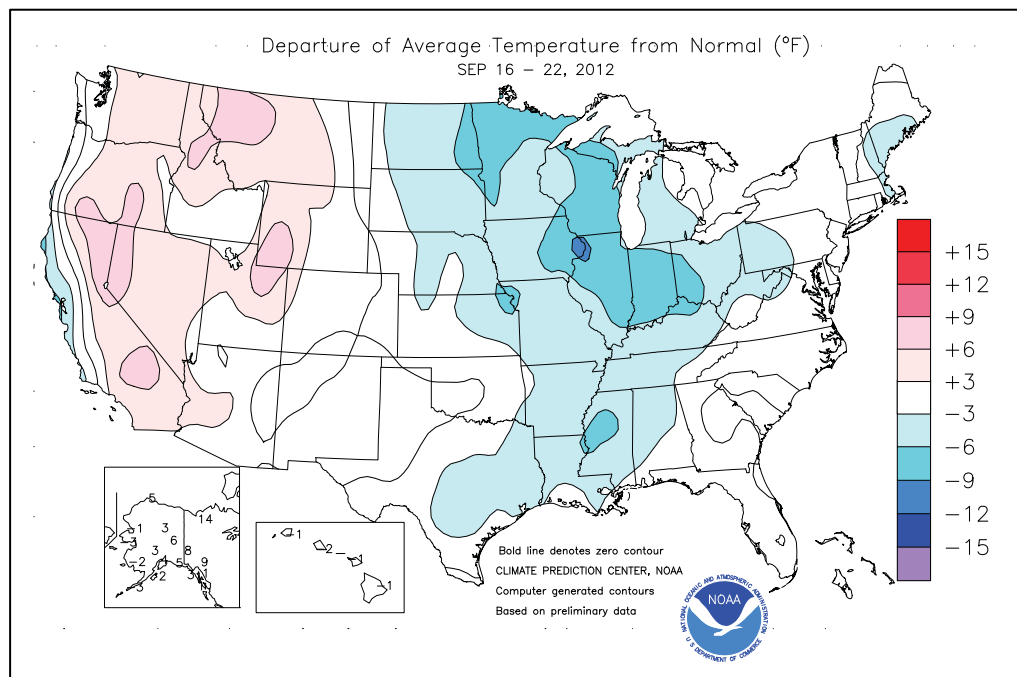 Departure of Average Temperature from Normal (°F)
SEP 16 – 22, 2012
+15
+12
+9
+6
+3
−3
−6
−9
−12
−15
5
14
1
3
6
8
3
−2
5
9
3
2
−1
2
−1
Bold line denotes zero contour
CLIMATE PREDICTION CENTER, NOAA
Computer generated contours
Based on preliminary data
NATIONAL OCEANIC AND ATMOSPHERIC ADMINISTRATION
NOAA
U.S. DEPARTMENT OF COMMERCE